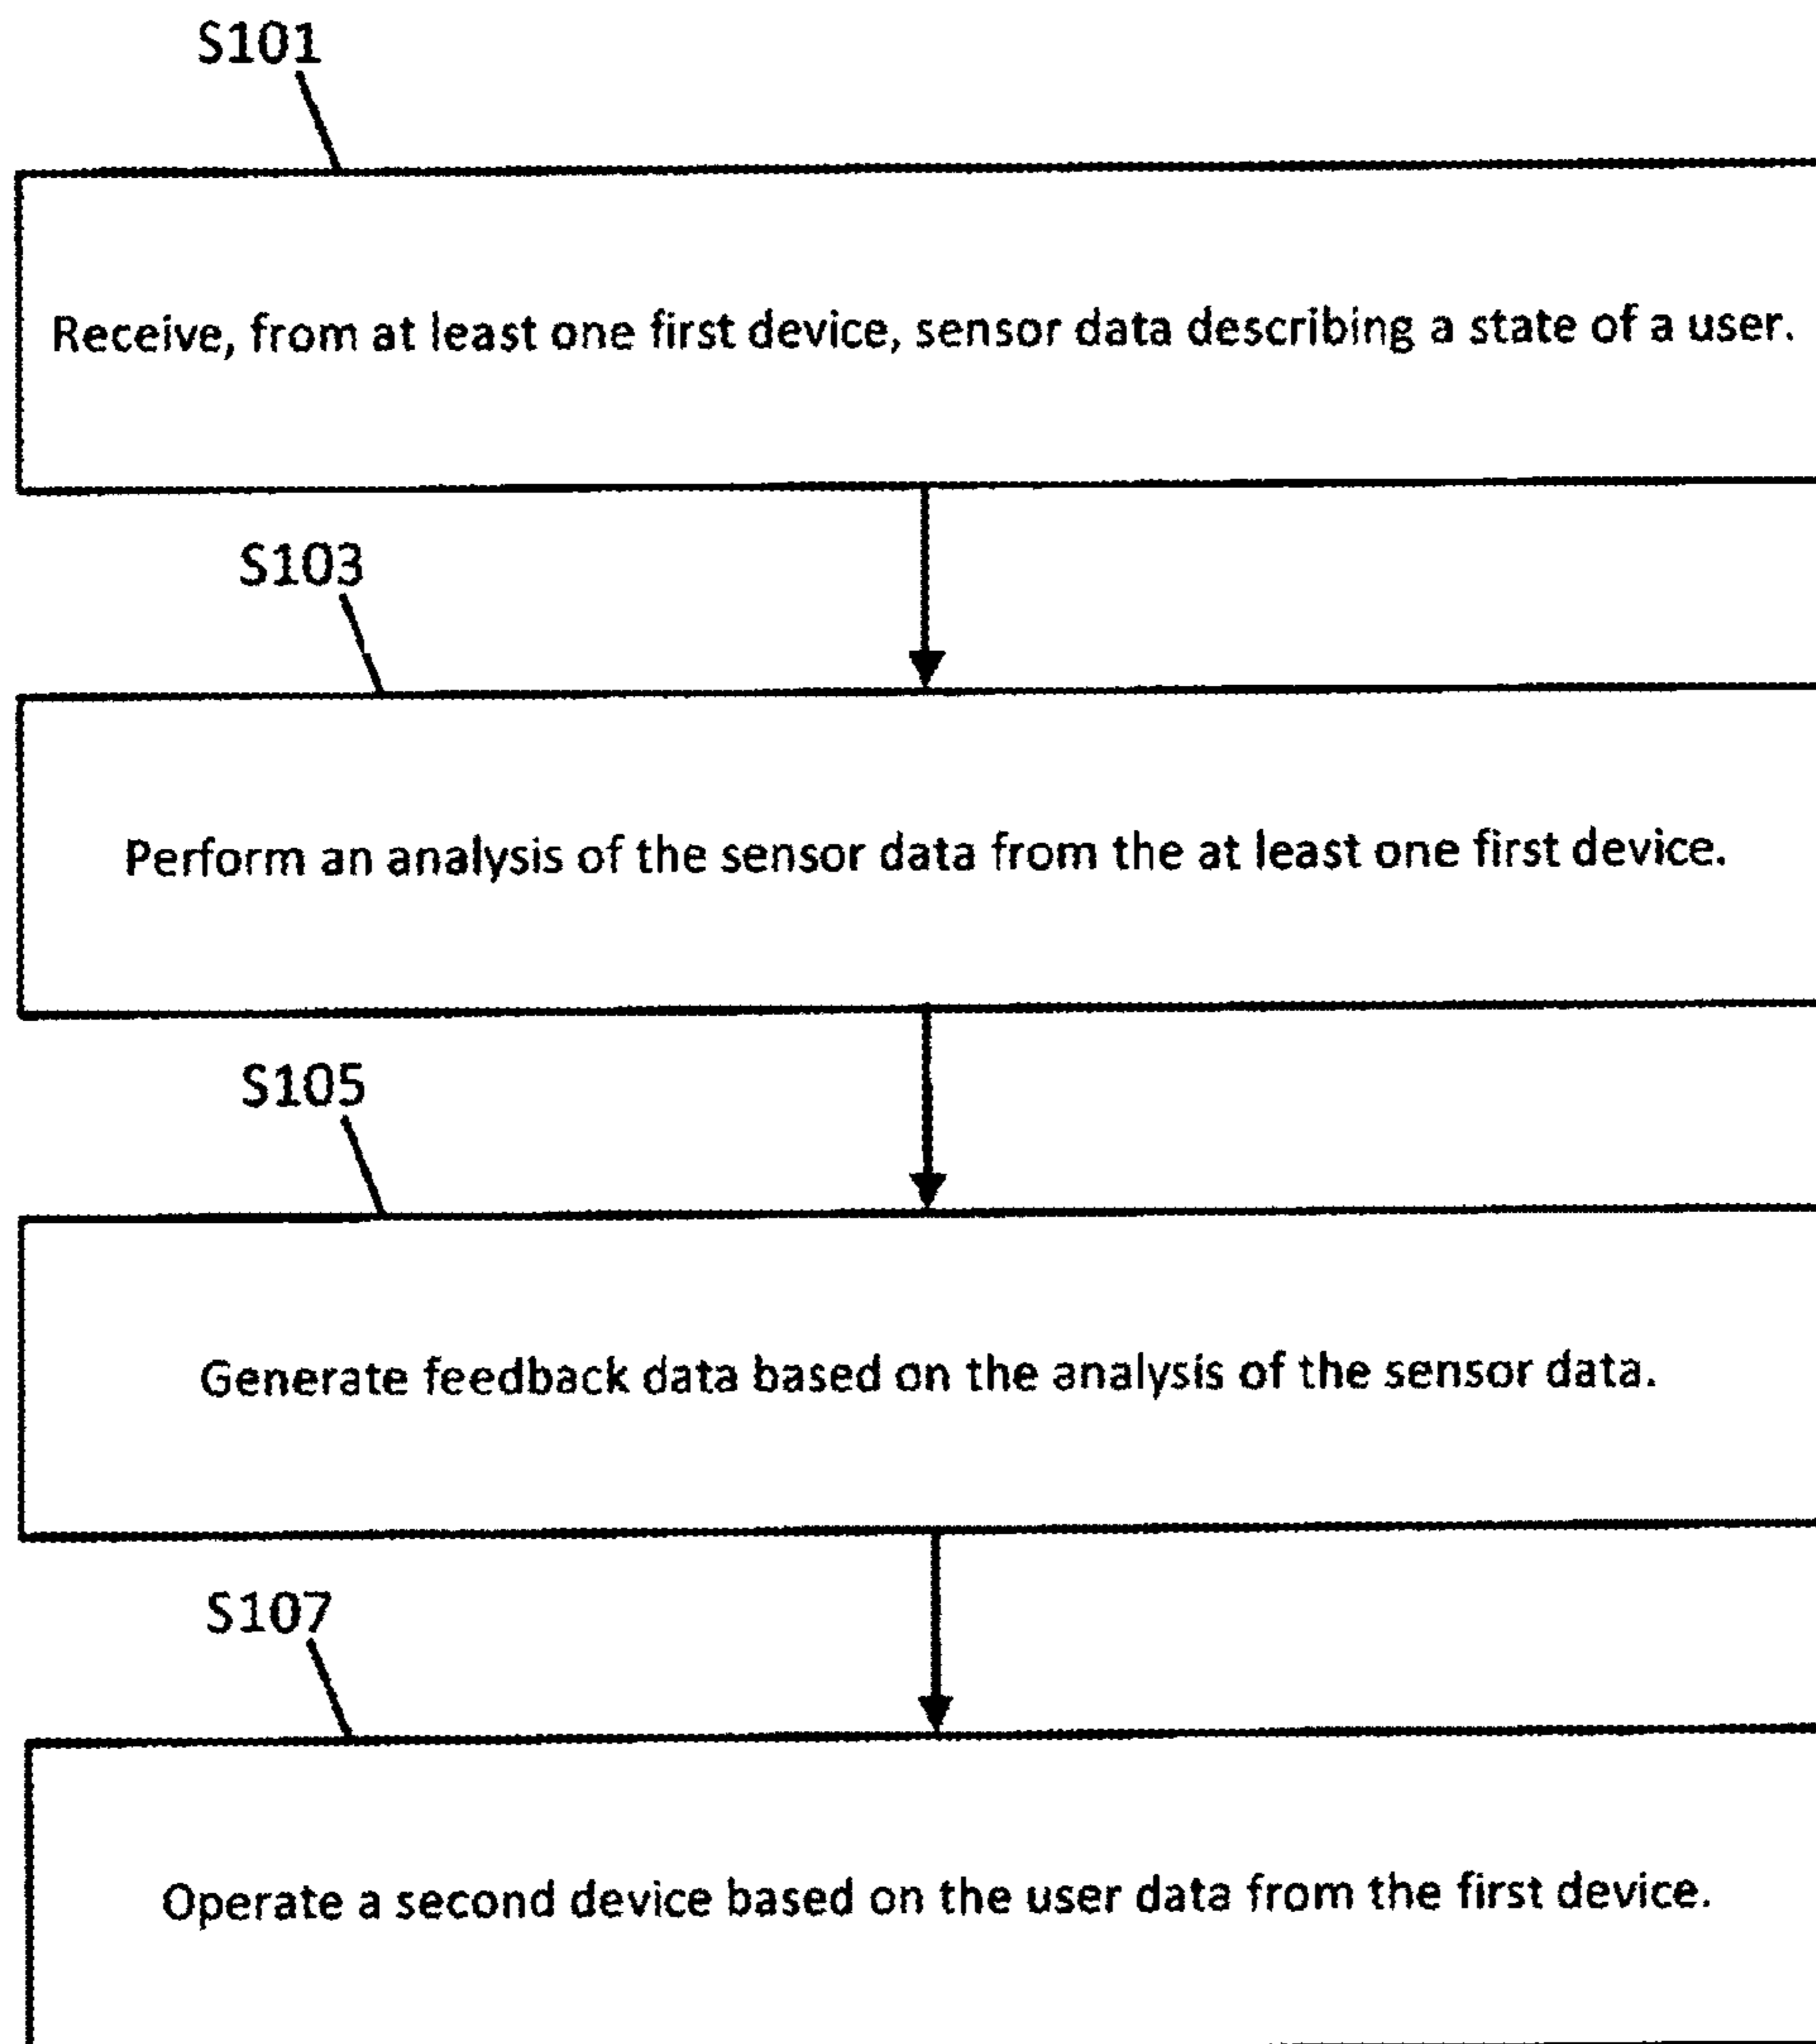 S101
Receive, from at least one first device, sensor data describing a state of a user.
S103
Perform an analysis of the sensor data from the at least one first device.
S105
Generate feedback data based on the analysis of the sensor data.
S107
Operate a second device based on the user data from the first device.